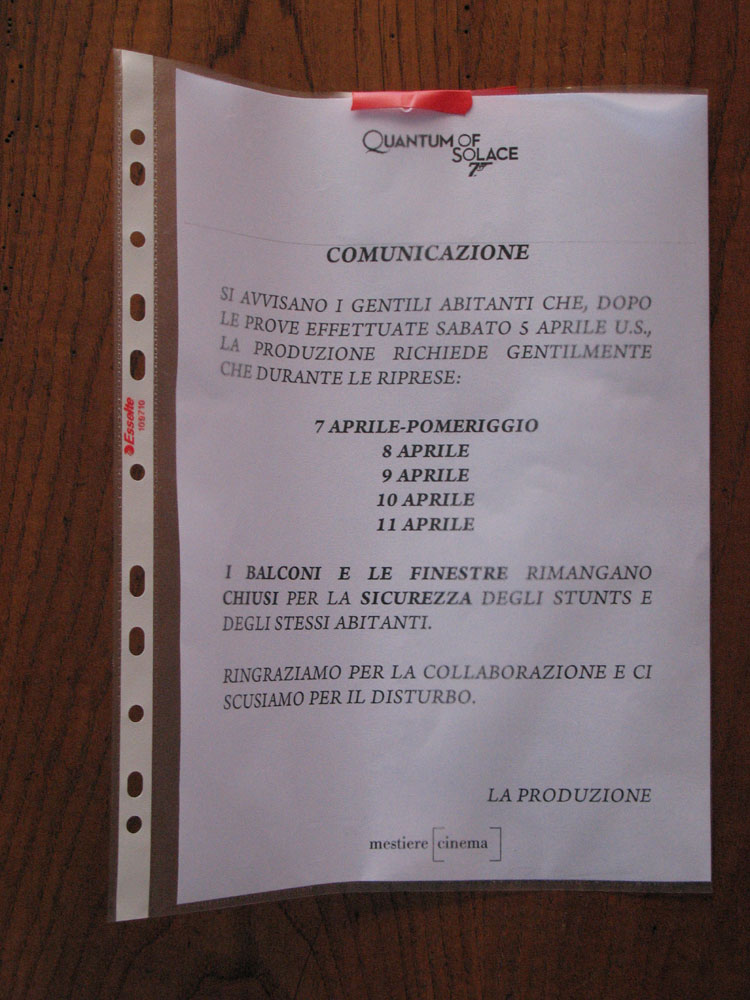 QUANTUM OF
SOLACE
007
COMUNICAZIONE
SI AVVISANO I GENTILI ABITANTI CHE, DOPO
LE PROVE EFFETTUATE SABATO 5 APRILE U.S.,
LA PRODUZIONE RICHIEDE GENTILMENTE
CHE DURANTE LE RIPRESE:
7 APRILE-POMERIGGIO
8 APRILE
9 APRILE
10 APRILE
11 APRILE
I BALCONI E LE FINESTRE RIMANGANO
CHIUSI PER LA SICUREZZA DEGLI STUNTS E
DEGLI STESSI ABITANTI.
RINGRAZIAMO PER LA COLLABORAZIONE E CI
SCUSIAMO PER IL DISTURBO.
LA PRODUZIONE
mestiere [cinema]
Esselte